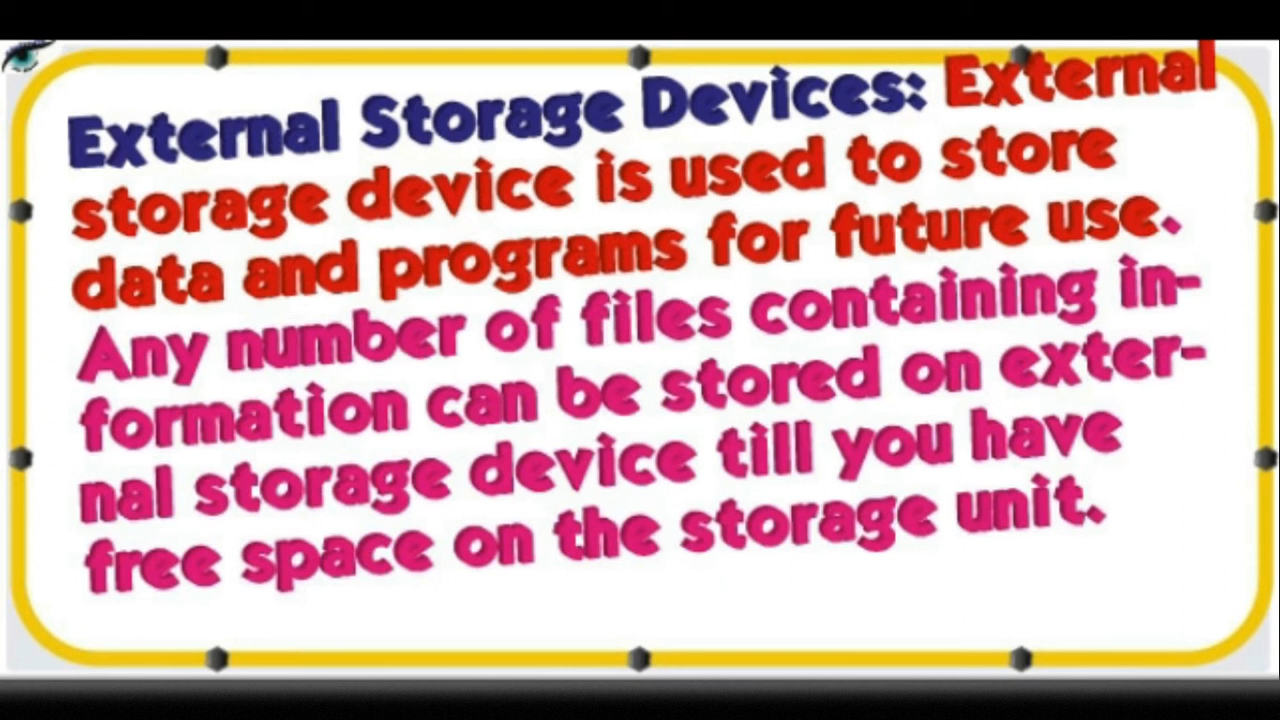 External Storage Devices: External
storage device is used to store
data and programs for future use.
Any number of files containing in-
formation can be stored on exter-
nal storage device till you have
free space on the storage unit.